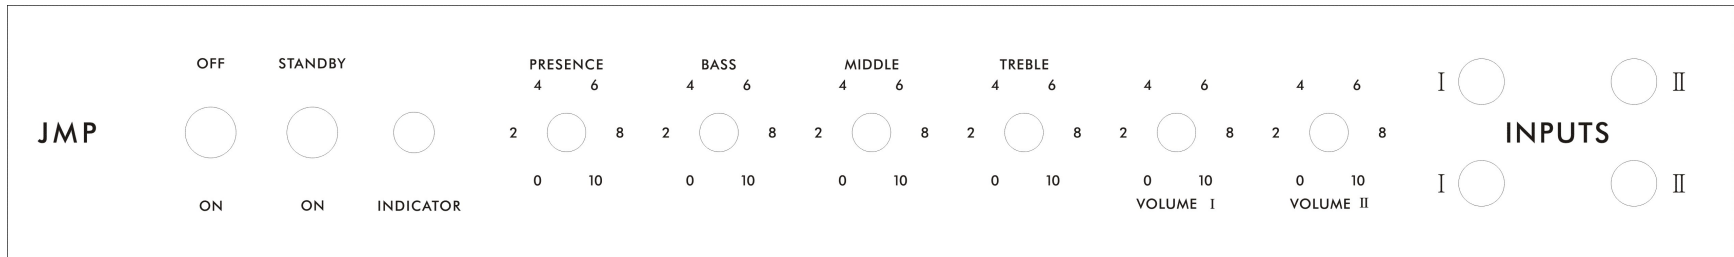 OFF STANDBY PRESENCE BASS MIDDLE TREBLE
4 6 4 6 4 6 4 6 4 6 4 6 I II
JMP 2 8 2 8 2 8 2 8 2 8 2 8 INPUTS
0 10 0 10 0 10 0 10 0 10 0 10 I II
ON ON INDICATOR VOLUME I VOLUME II